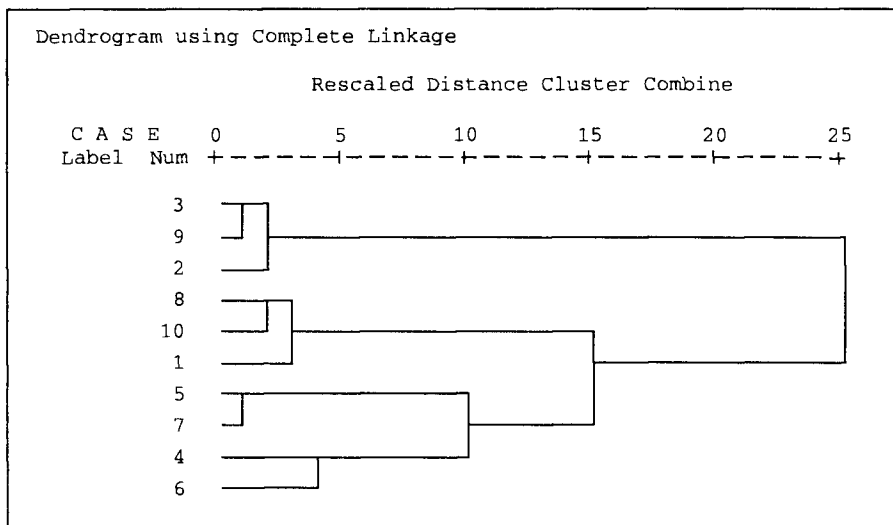 Dendrogram using Complete Linkage
Rescaled Distance Cluster Combine
C A S E 0 5 10 15 20 25
Label Num +---------+---------+---------+---------+---------+
3
9
2
8
10
1
5
7
4
6